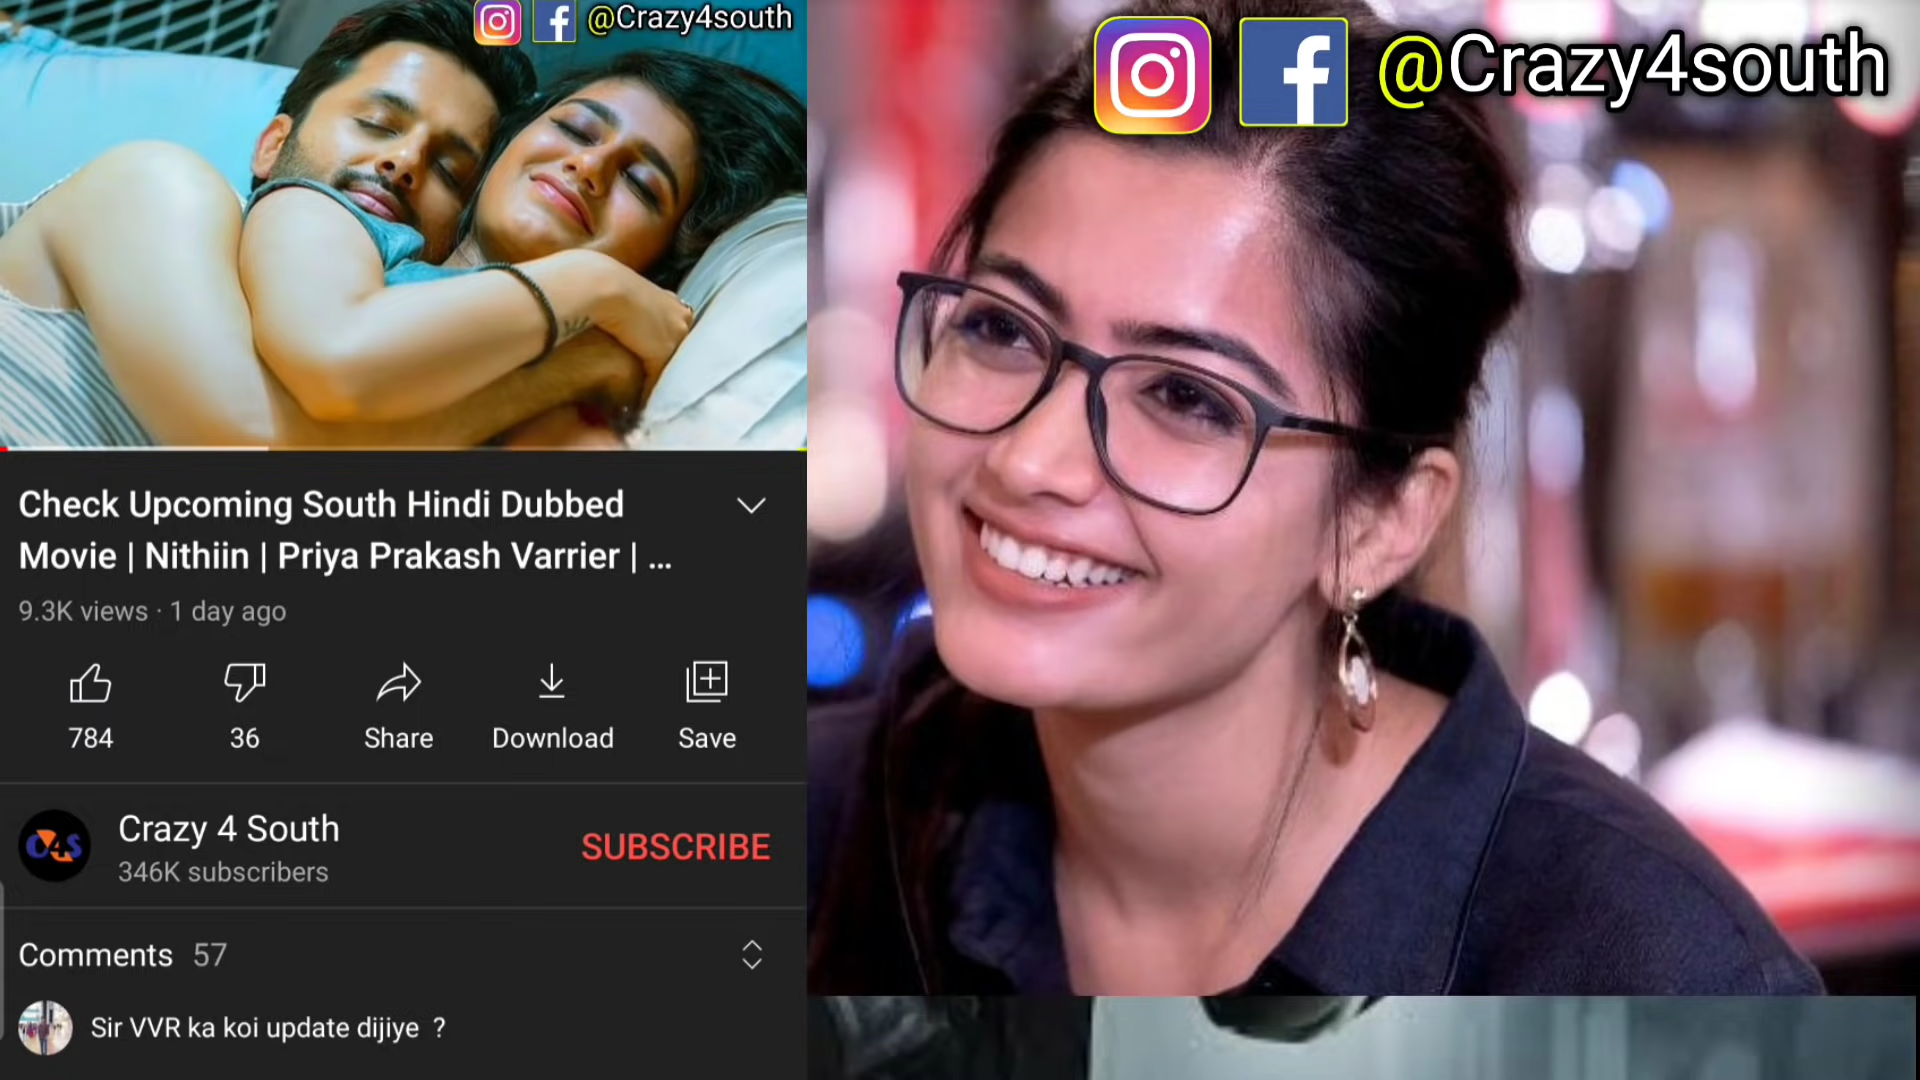 @Crazy4south
@Crazy4south
Check Upcoming South Hindi Dubbed
Movie | Nithiin | Priya Prakash Varrier | ...
9.3K views · 1 day ago
784
36
Share
Download
Save
C4S
Crazy 4 South
346K subscribers
SUBSCRIBE
Comments 57
Sir VVR ka koi update dijiye ?